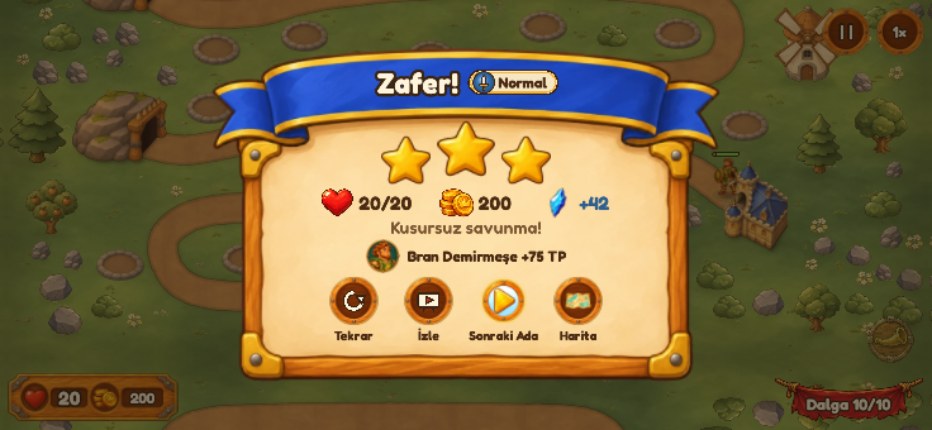 1x
Zafer! Normal
20/20 200 +42
Kusursuz savunma!
Bran Demirmeşe +75 TP
Tekrar İzle Sonraki Ada Harita
20 200
Dalga 10/10